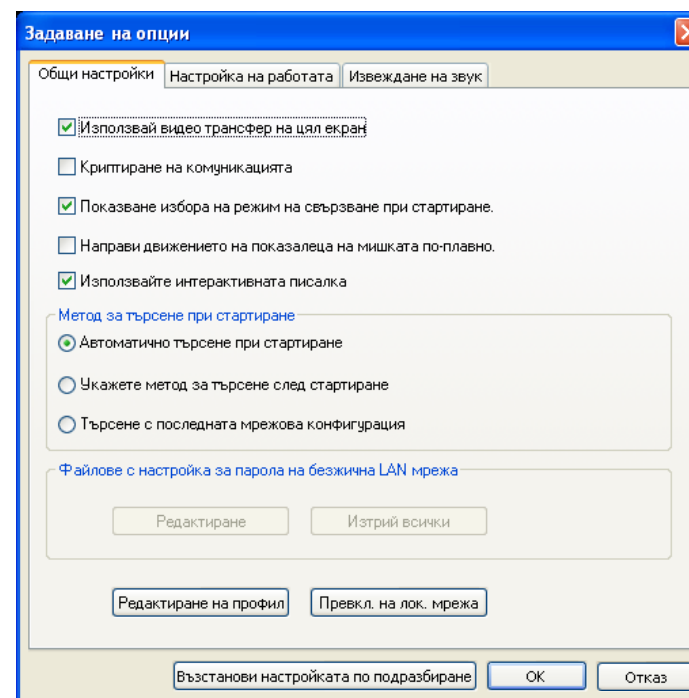 Задаване на опции
Общи настройки Настройка на работата Извеждане на звук
Използвай видео трансфер на цял екран
Криптиране на комуникацията
Показване избора на режим на свързване при стартиране.
Направи движението на показалеца на мишката по-плавно.
Използвайте интерактивната писалка
Метод за търсене при стартиране
Автоматично търсене при стартиране
Укажете метод за търсене след стартиране
Търсене с последната мрежова конфигурация
Файлове с настройка за парола на безжична LAN мрежа
Редактиране Изтрий всички
Редактиране на профил Превкл. на лок. мрежа
Възстанови настройката по подразбиране OK Отказ